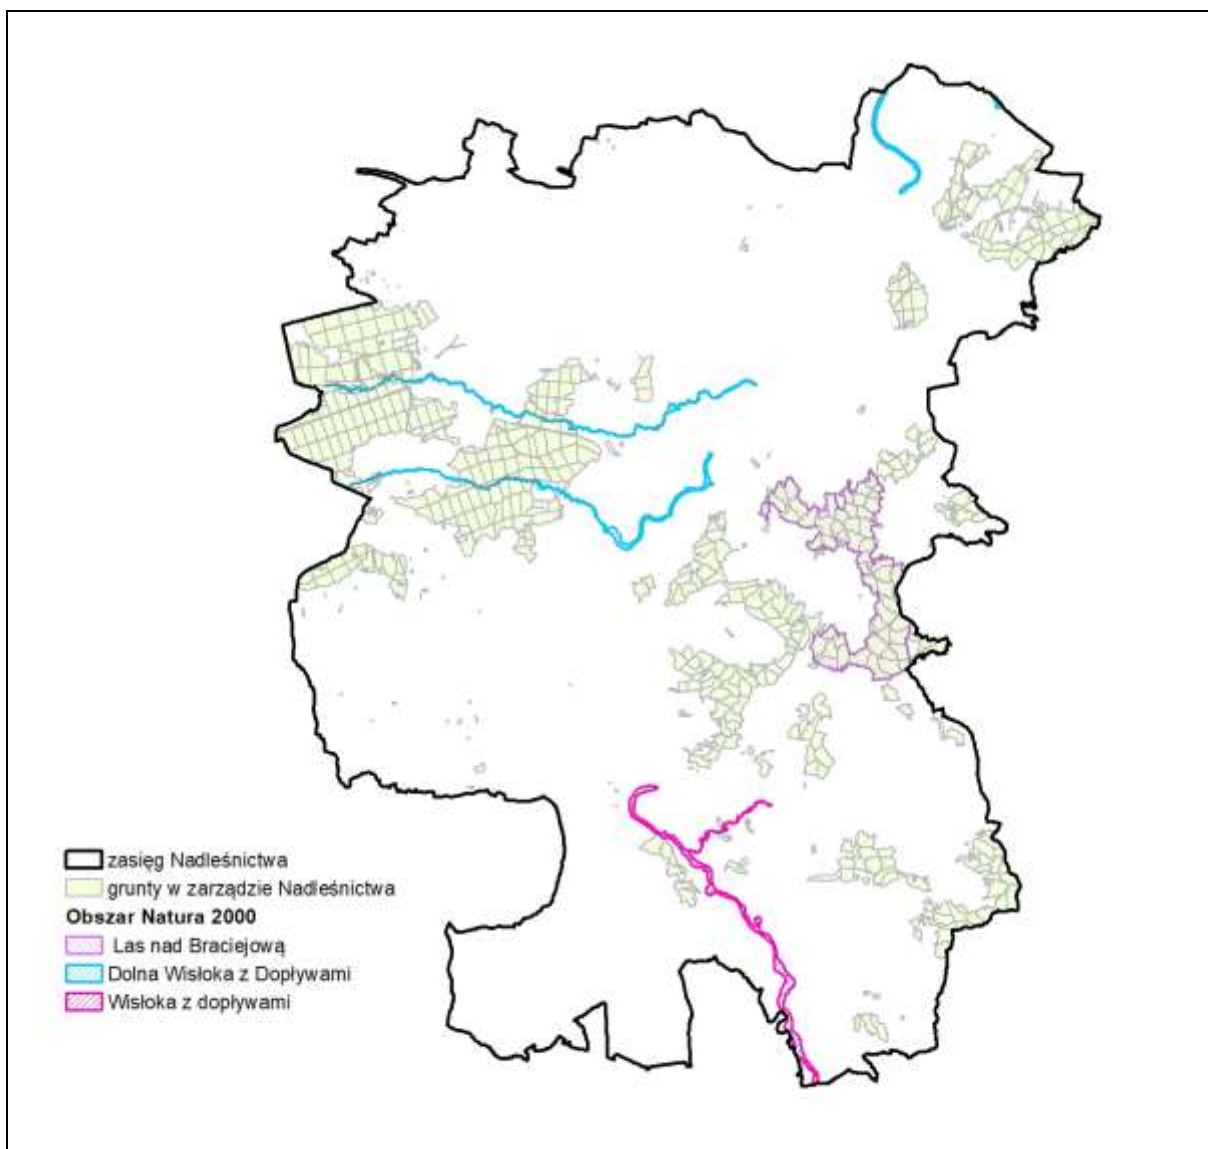 zasięg Nadleśnictwa
grunty w zarządzie Nadleśnictwa
Obszar Natura 2000
Las nad Braciejową
Dolna Wisłoka z Dopływami
Wisłoka z dopływami